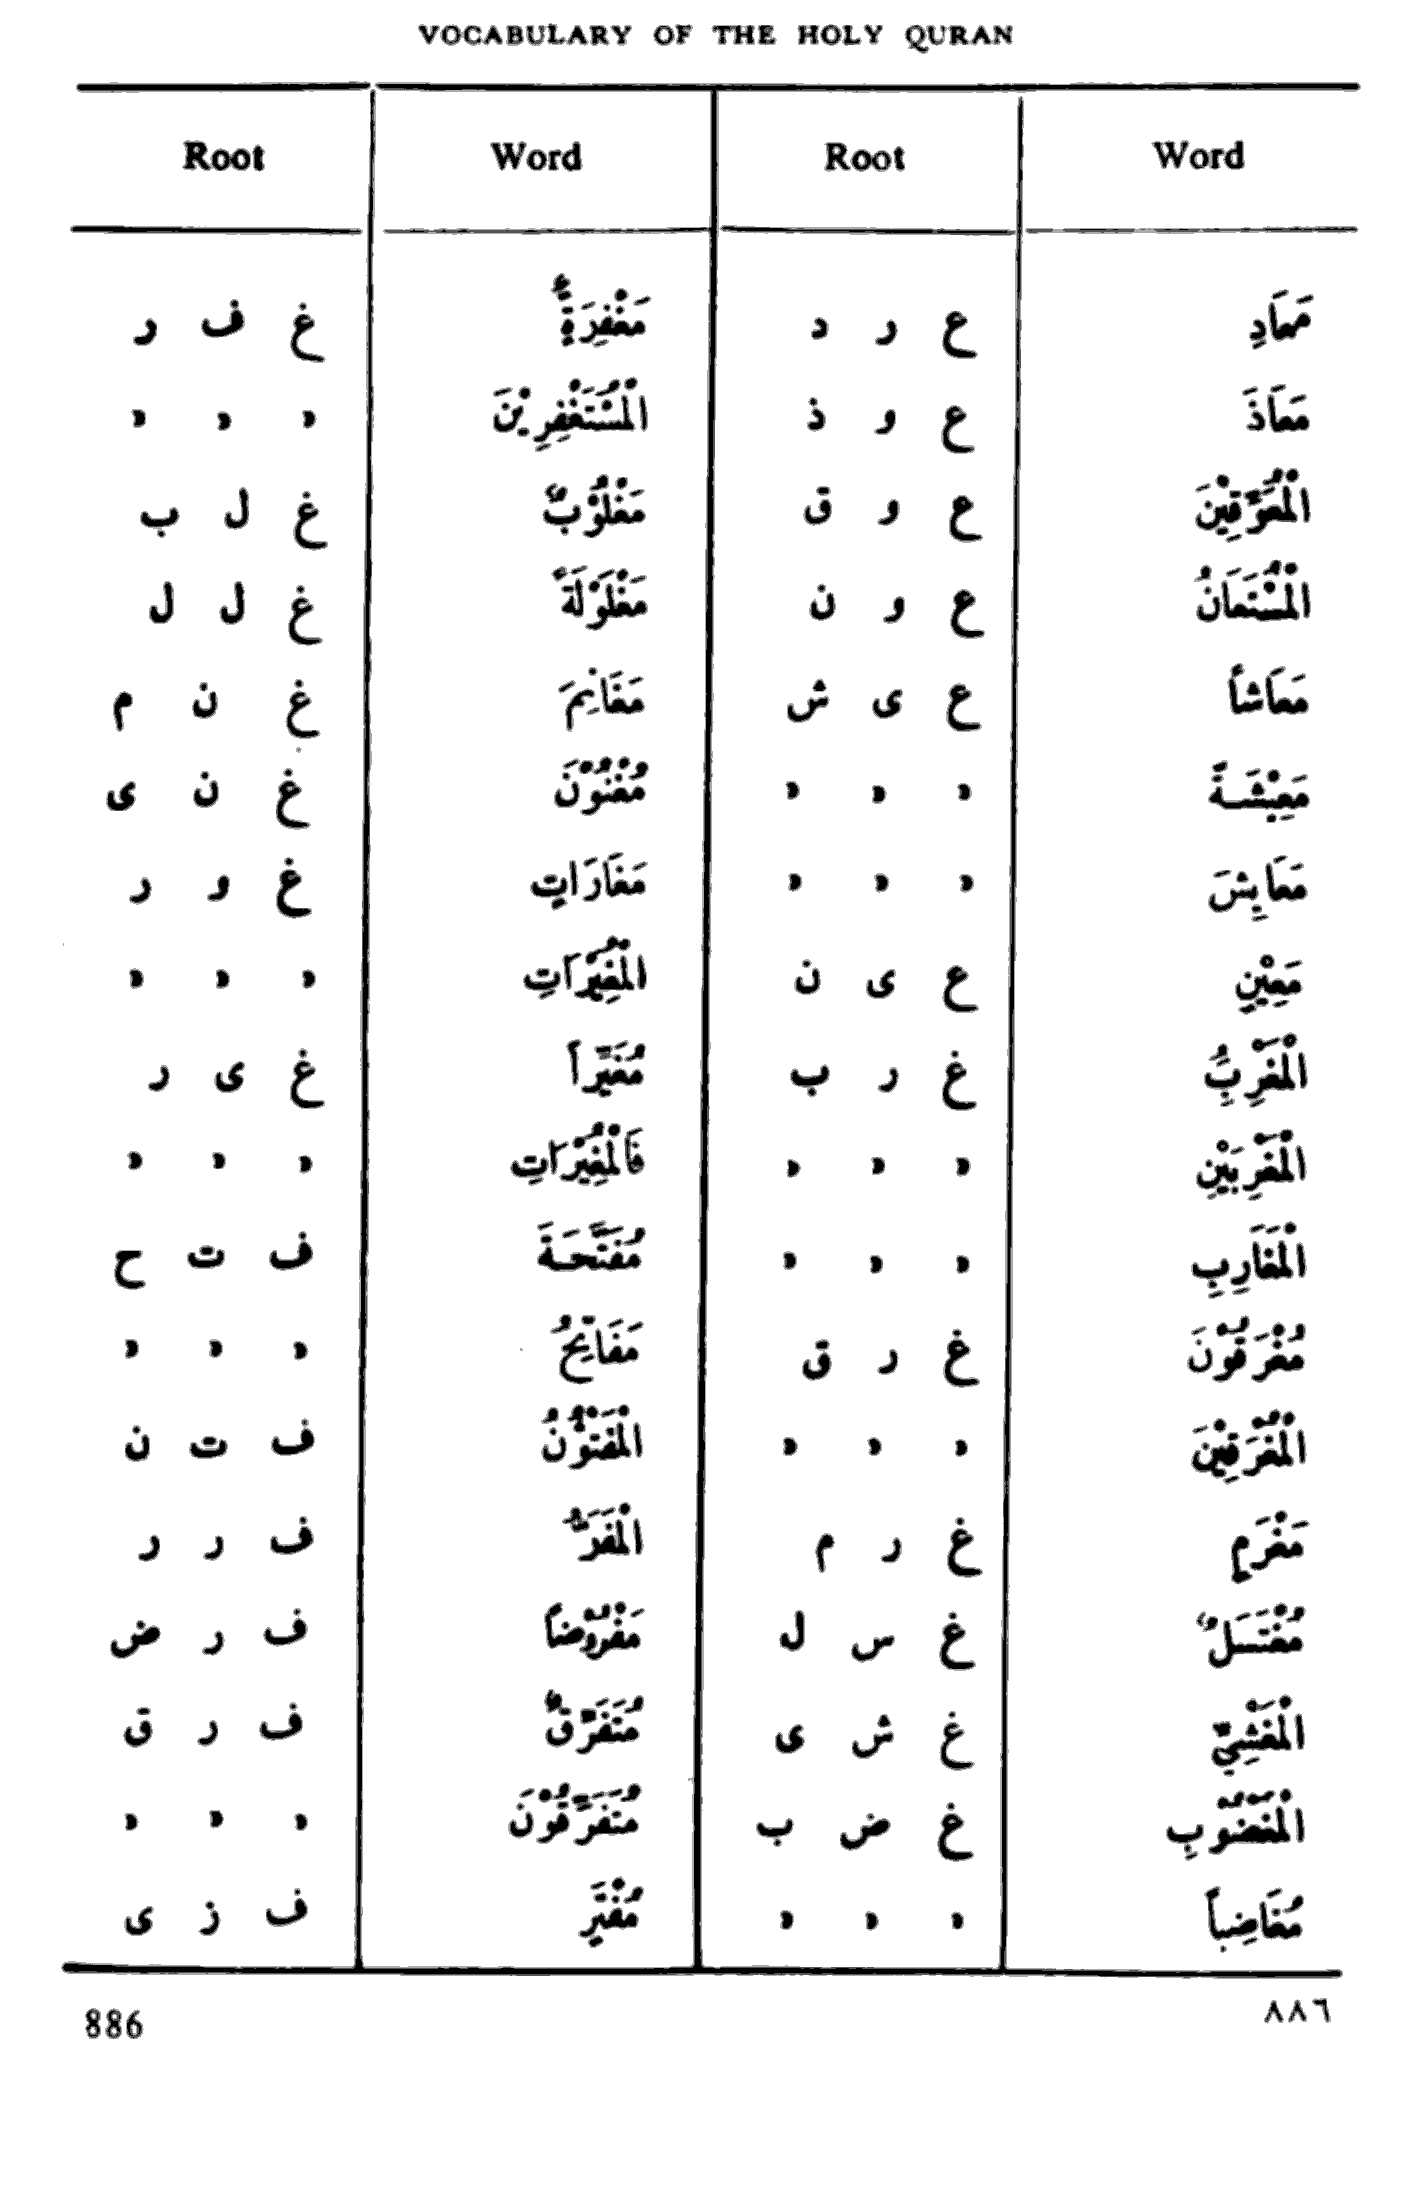 VOCABULARY OF THE HOLY QURAN
Root Word Root Word
مَعَادِ ع ر د مَغْفِرَةٌ غ ف ر
مَعَاذَ ع و ذ الْمُسْتَغْفِرِيْنَ " " "
الْمُعَوِّقِيْنَ ع و ق مَغْلُوْبٌ غ ل ب
الْمُسْتَعَانُ ع و ن مَغْلُوْلَةً غ ل ل
مَعَاشاً ع ى ش مَغَانِمَ غ ن م
مَعِيْشَةً " " " مُغْنُوْنَ غ ن ى
مَعَايِشَ " " " مَغَارَاتٍ غ و ر
مَعِيْنٍ ع ى ن الْمُغِيْرَاتِ " " "
الْمَغْرِبُِ غ ر ب مُغَيِّراً غ ى ر
الْمَغْرِبَيْنِ " " " فَالْمُغِيْرَاتِ " " "
الْمَغَارِبِ " " " مُفَتَّحَةً ف ت ح
مُغْرَقُوْنَ غ ر ق مَفَاتِيْحُ " " "
الْمُغْرَقِيْنَ " " " الْمَفْتُوْنُ ف ت ن
مَغْرَمٍ غ ر م الْمَفَرُّ ف ر ر
مُغْتَسَلٌ غ س ل مَفْرُوْضاً ف ر ض
الْمَغْشِيِّ غ ش ى مُتَفَرِّقٌ ف ر ق
الْمَغْضُوْبِ غ ض ب مُتَفَرِّقُوْنَ " " "
مُغَاضِباً " " " مُفْتَرٍ ف ز ى
886 ٨٨٦